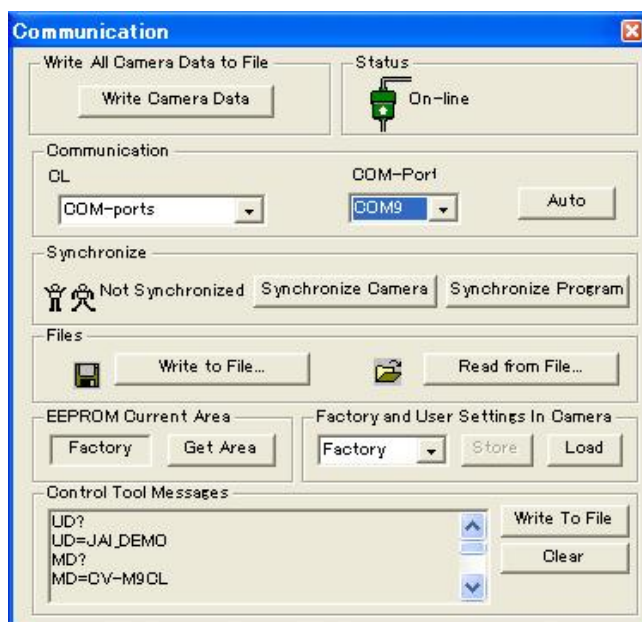 Communication
Write All Camera Data to File
Write Camera Data
Status
On-line
Communication
CL
COM-ports
COM-Port
COM9
Auto
Synchronize
Not Synchronized
Synchronize Camera
Synchronize Program
Files
Write to File...
Read from File...
EEPROM Current Area
Factory
Get Area
Factory and User Settings In Camera
Factory
Store
Load
Control Tool Messages
UD?
UD=JAI_DEMO
MD?
MD=CV-M9CL
Write To File
Clear